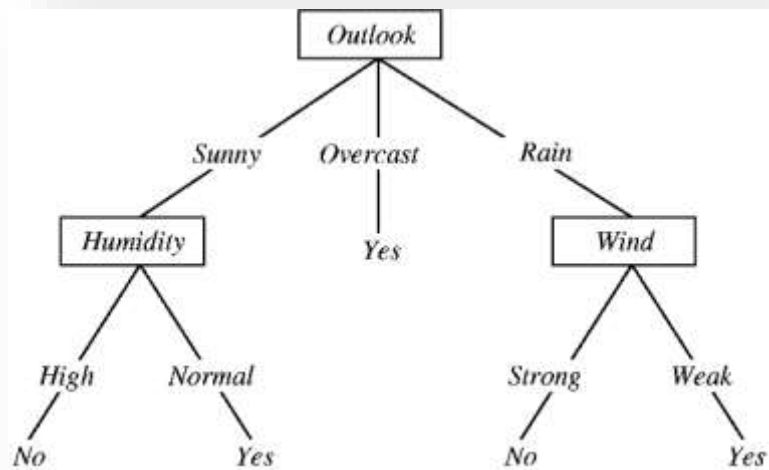 Outlook
Sunny Overcast Rain
Humidity Yes Wind
High Normal Strong Weak
No Yes No Yes